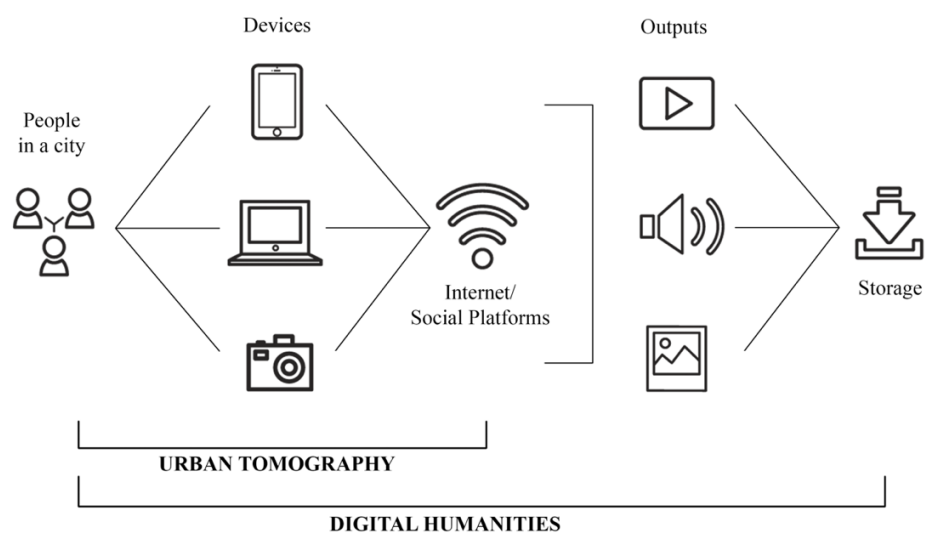 Devices
Outputs
People
in a city
Internet/
Social Platforms
Storage
URBAN TOMOGRAPHY
DIGITAL HUMANITIES